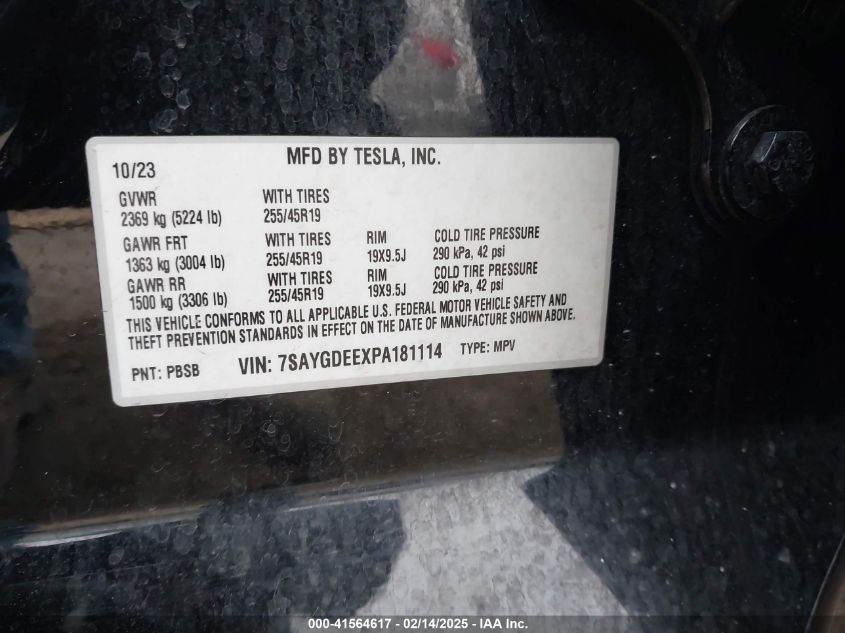 MFD BY TESLA, INC.
10/23
GVWR WITH TIRES
2369 kg (5224 lb) 255/45R19
GAWR FRT WITH TIRES RIM COLD TIRE PRESSURE
1363 kg (3004 lb) 255/45R19 19X9.5J 290 kPa, 42 psi
GAWR RR WITH TIRES RIM COLD TIRE PRESSURE
1500 kg (3306 lb) 255/45R19 19X9.5J 290 kPa, 42 psi
THIS VEHICLE CONFORMS TO ALL APPLICABLE U.S. FEDERAL MOTOR VEHICLE SAFETY AND
THEFT PREVENTION STANDARDS IN EFFECT ON THE DATE OF MANUFACTURE SHOWN ABOVE.
PNT: PBSB VIN: 7SAYGDEEXPA181114 TYPE: MPV
000-41564617 - 02/14/2025 - IAA Inc.